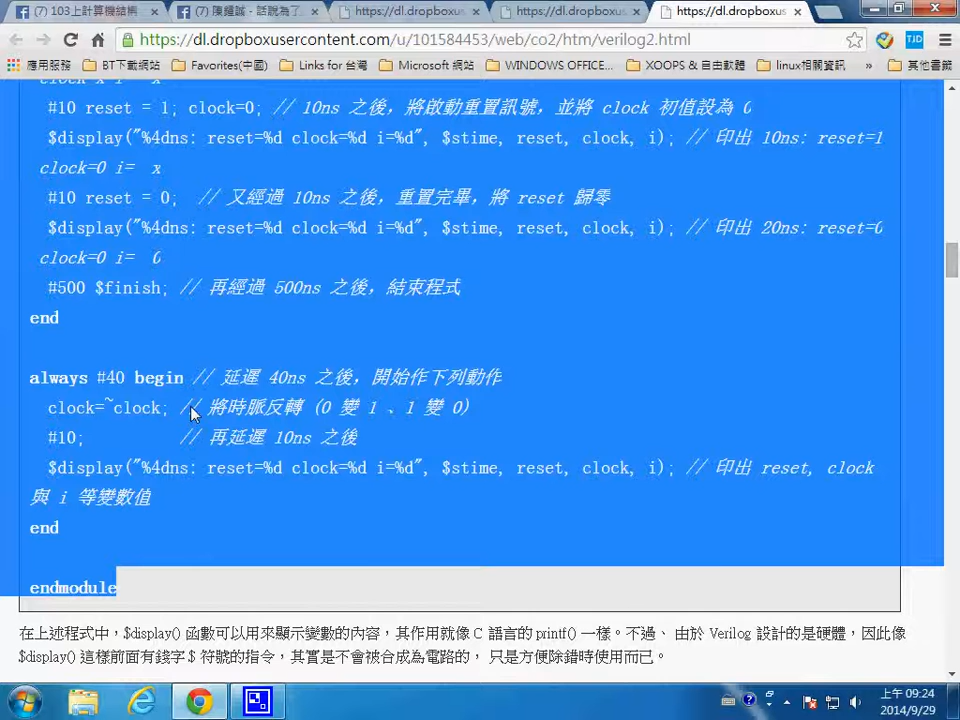 (7) 103上計算機結構
(7) 陳鍾誠 - 話說為了
https://dl.dropboxus
https://dl.dropboxus
https://dl.dropboxus
https://dl.dropboxusercontent.com/u/101584453/web/co2/htm/verilog2.html
應用服務 BT下載網站 Favorites(中國) Links for 台灣 Microsoft 網站 WINDOWS OFFICE... XOOPS & 自由軟體 linux相關資訊 » 其他書籤
clock x i= x
#10 reset = 1; clock=0; // 10ns 之後，將啟動重置訊號，並將 clock 初值設為 0
$display("%4dns: reset=%d clock=%d i=%d", $stime, reset, clock, i); // 印出 10ns: reset=1
clock=0 i= x
#10 reset = 0; // 又經過 10ns 之後，重置完畢，將 reset 歸零
$display("%4dns: reset=%d clock=%d i=%d", $stime, reset, clock, i); // 印出 20ns: reset=0
clock=0 i= 0
#500 $finish; // 再經過 500ns 之後，結束程式
end
always #40 begin // 延遲 40ns 之後，開始作下列動作
clock=~clock; // 將時脈反轉 (0 變 1 、1 變 0)
#10; // 再延遲 10ns 之後
$display("%4dns: reset=%d clock=%d i=%d", $stime, reset, clock, i); // 印出 reset, clock
與 i 等變數值
end
endmodule
在上述程式中，$display() 函數可以用來顯示變數的內容，其作用就像 C 語言的 printf() 一樣。不過、 由於 Verilog 設計的是硬體，因此像
$display() 這樣前面有錢字 $ 符號的指令，其實是不會被合成為電路的， 只是方便除錯時使用而已。
上午 09:24
2014/9/29